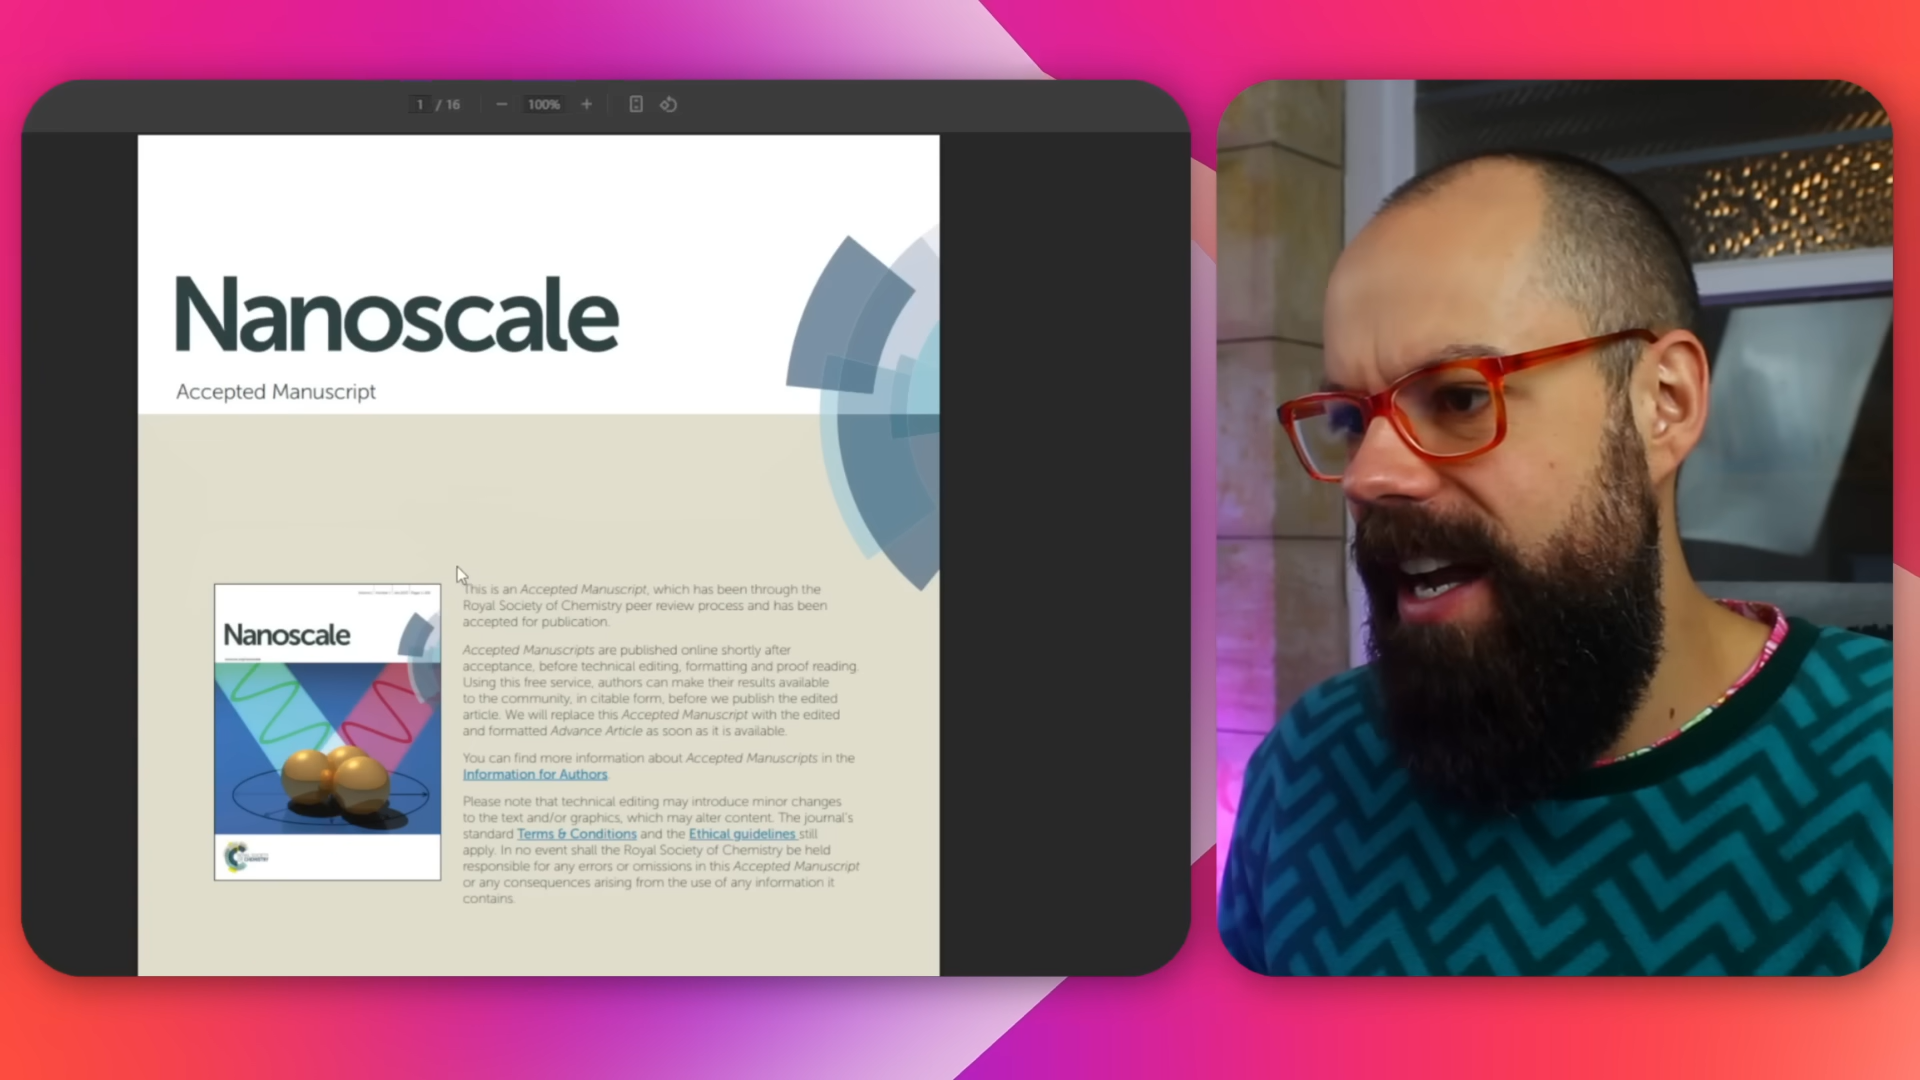 1 / 16
100%
Nanoscale
Accepted Manuscript
This is an Accepted Manuscript, which has been through the
Royal Society of Chemistry peer review process and has been
accepted for publication.
Accepted Manuscripts are published online shortly after
acceptance, before technical editing, formatting and proof reading.
Using this free service, authors can make their results available
to the community, in citable form, before we publish the edited
article. We will replace this Accepted Manuscript with the edited
and formatted Advance Article as soon as it is available.
You can find more information about Accepted Manuscripts in the
Information for Authors.
Please note that technical editing may introduce minor changes
to the text and/or graphics, which may alter content. The journal's
standard Terms & Conditions and the Ethical guidelines still
apply. In no event shall the Royal Society of Chemistry be held
responsible for any errors or omissions in this Accepted Manuscript
or any consequences arising from the use of any information it
contains.
Nanoscale